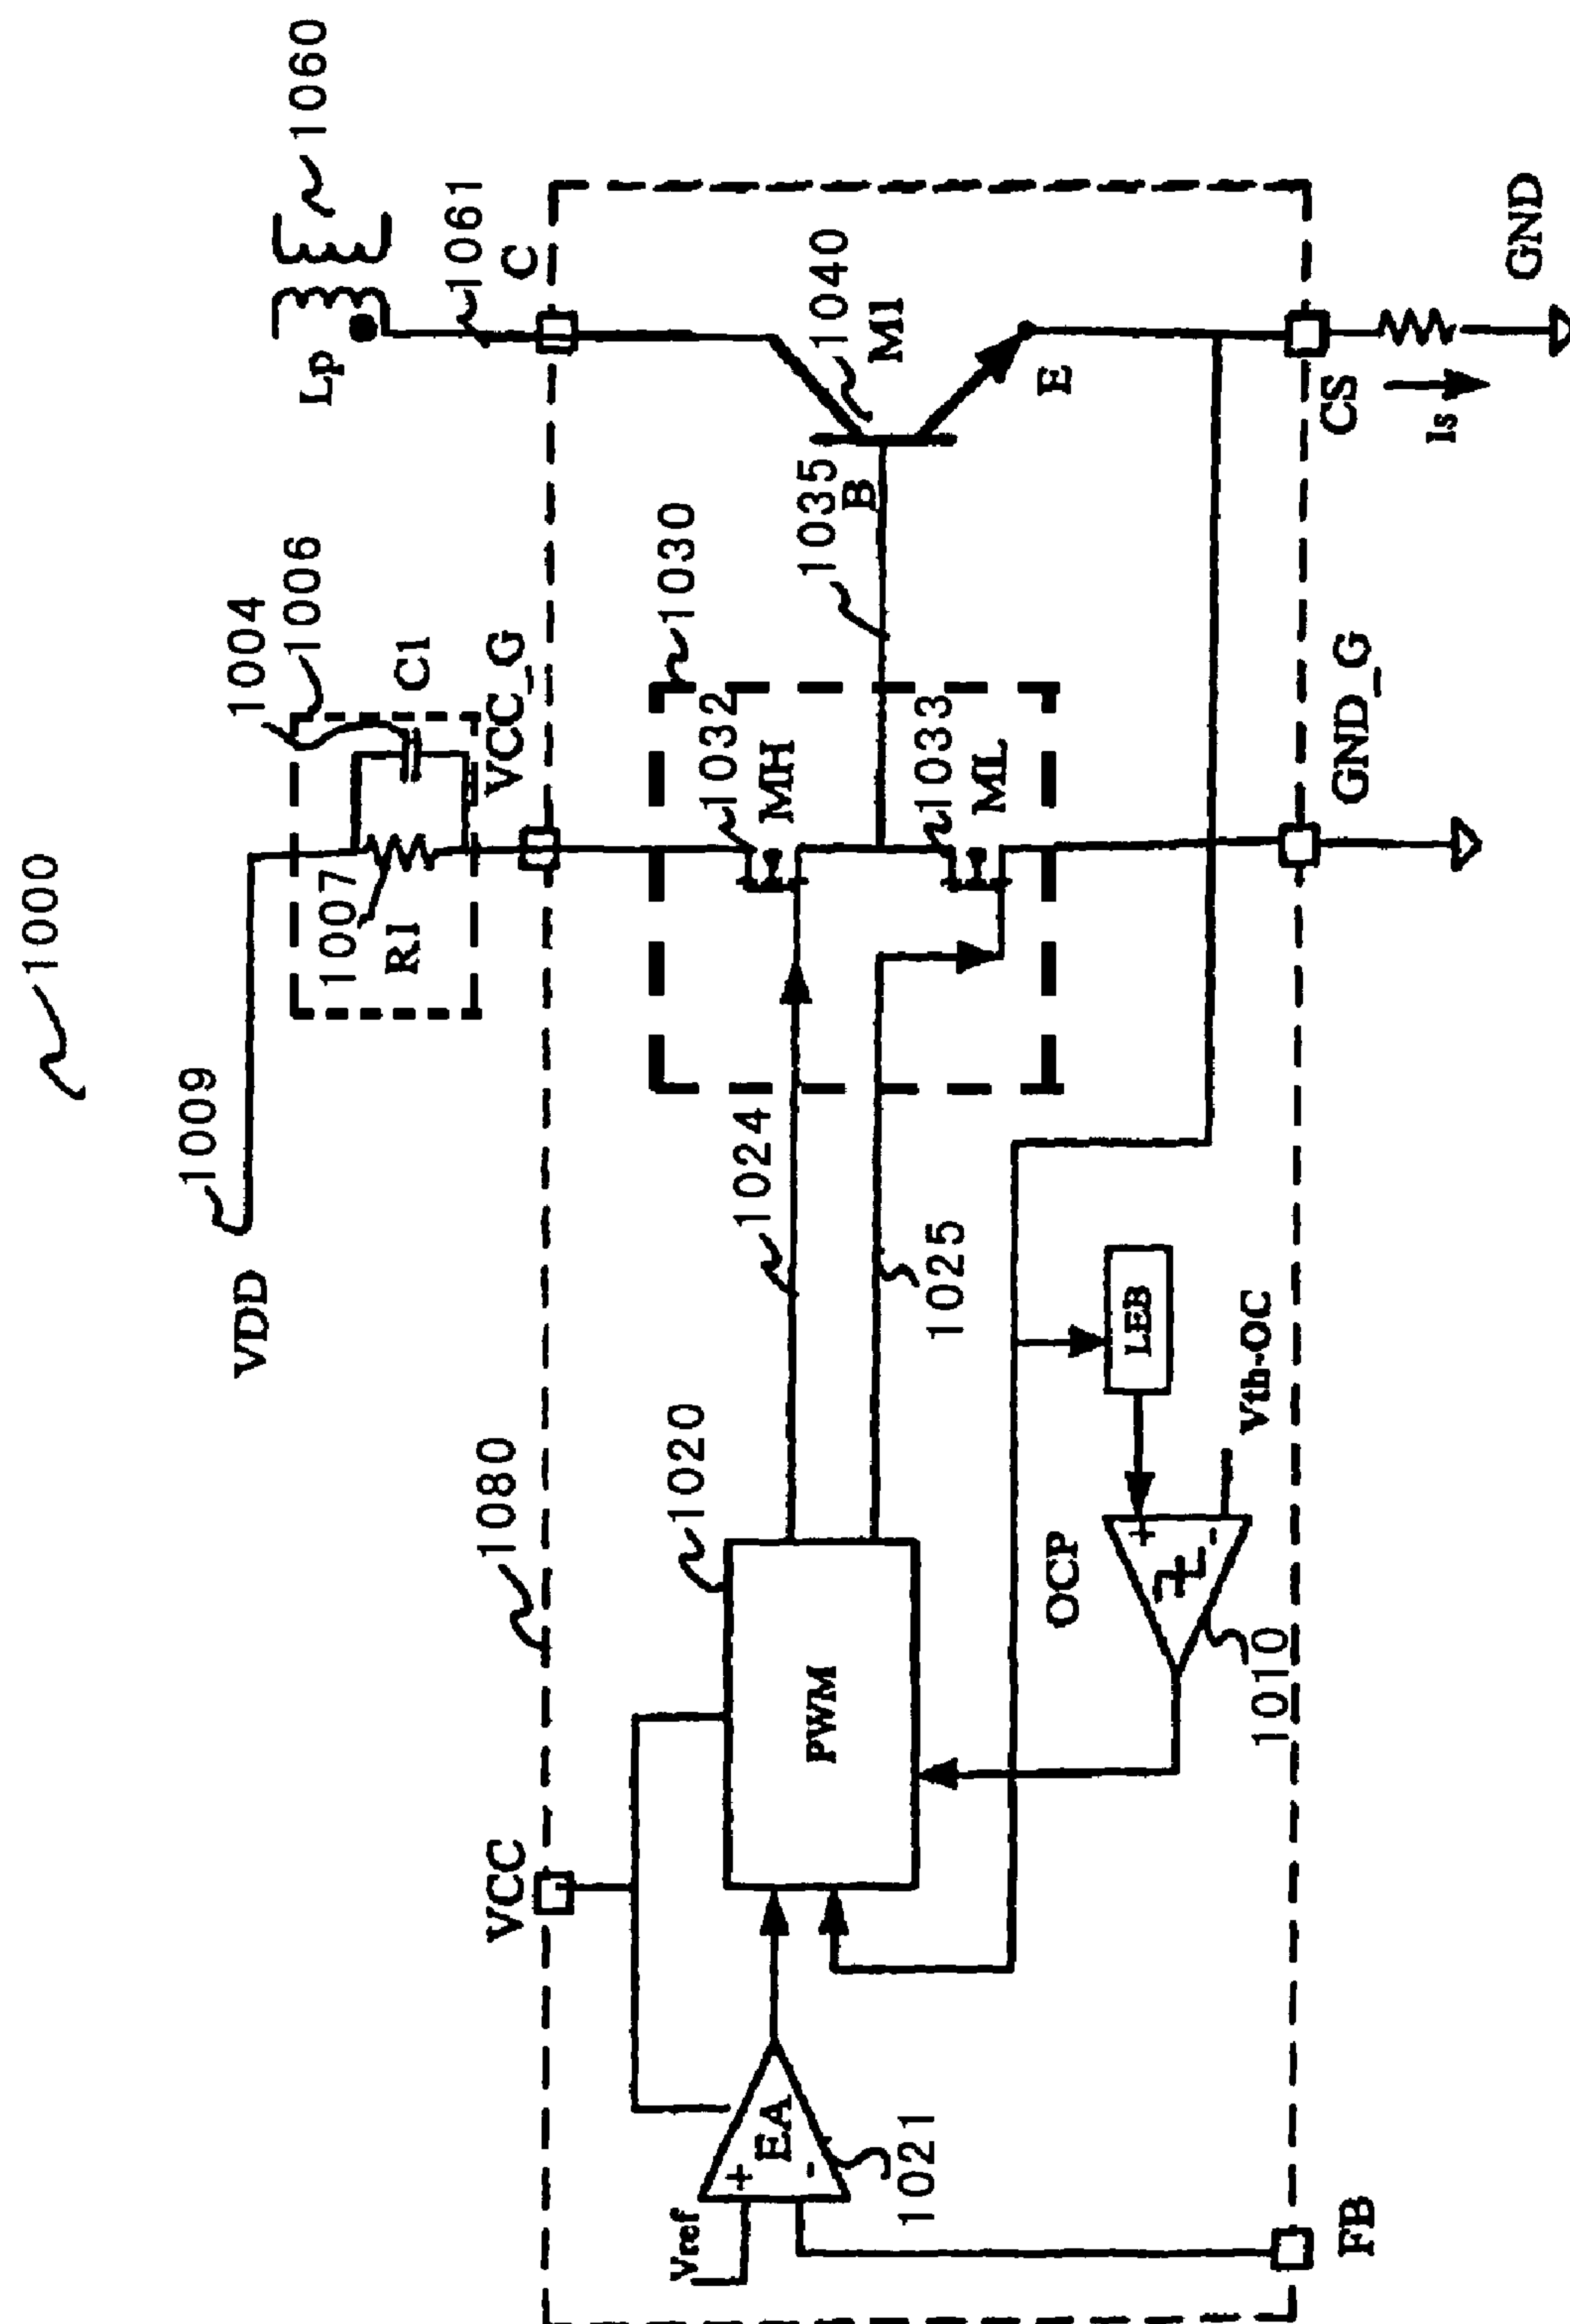 1000
1009
VDD
1004
1006
1007
R1
C1
VCC_G
1060
Lp
1061
C
1080
VCC
1020
PWM
1024
1025
1030
1032
MH
1033
ML
1035
B
1040
M1
E
Vref
+
EA
-
1021
OCP
+
-
1010
LEB
Vth-OC
FB
GND_G
CS
Is
GND